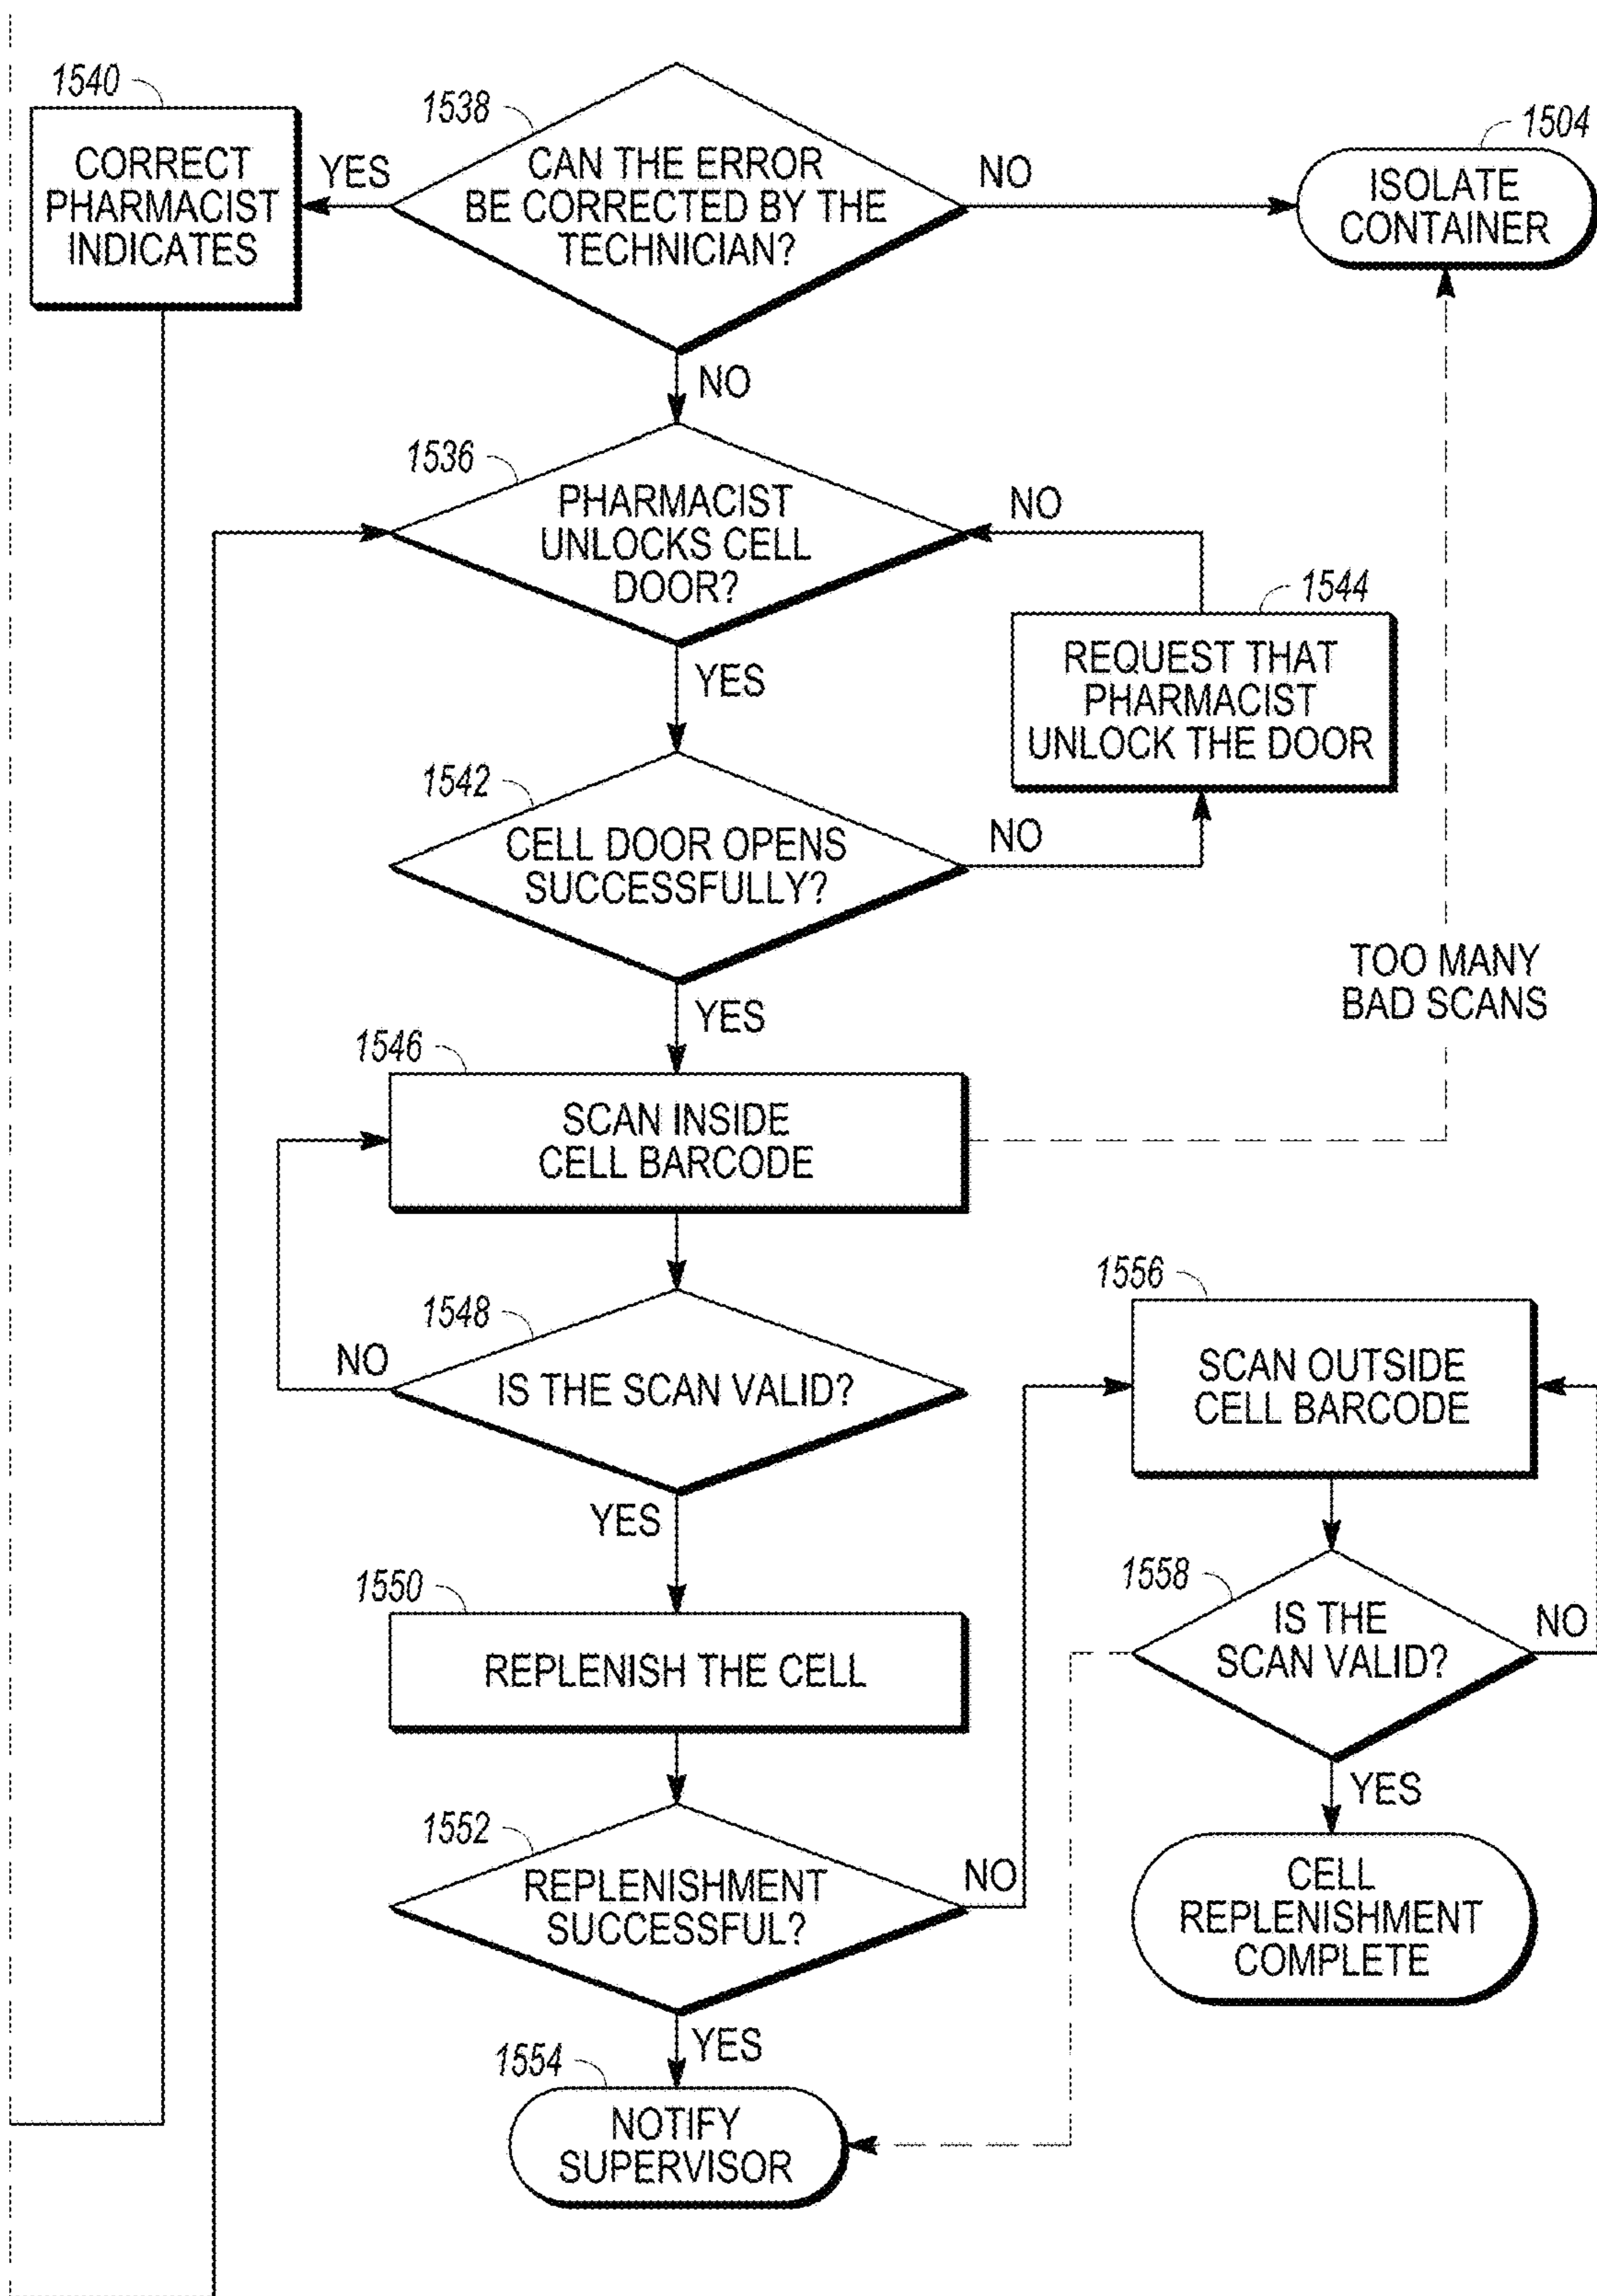 1540
CORRECT
PHARMACIST
INDICATES
YES
1538
CAN THE ERROR
BE CORRECTED BY THE
TECHNICIAN?
NO
1504
ISOLATE
CONTAINER
NO
1536
PHARMACIST
UNLOCKS CELL
DOOR?
NO
1544
REQUEST THAT
PHARMACIST
UNLOCK THE DOOR
YES
1542
CELL DOOR OPENS
SUCCESSFULLY?
NO
TOO MANY
BAD SCANS
YES
1546
SCAN INSIDE
CELL BARCODE
1548
NO
IS THE SCAN VALID?
YES
1550
REPLENISH THE CELL
1552
REPLENISHMENT
SUCCESSFUL?
NO
YES
1554
NOTIFY
SUPERVISOR
1556
SCAN OUTSIDE
CELL BARCODE
1558
IS THE
SCAN VALID?
NO
YES
CELL
REPLENISHMENT
COMPLETE